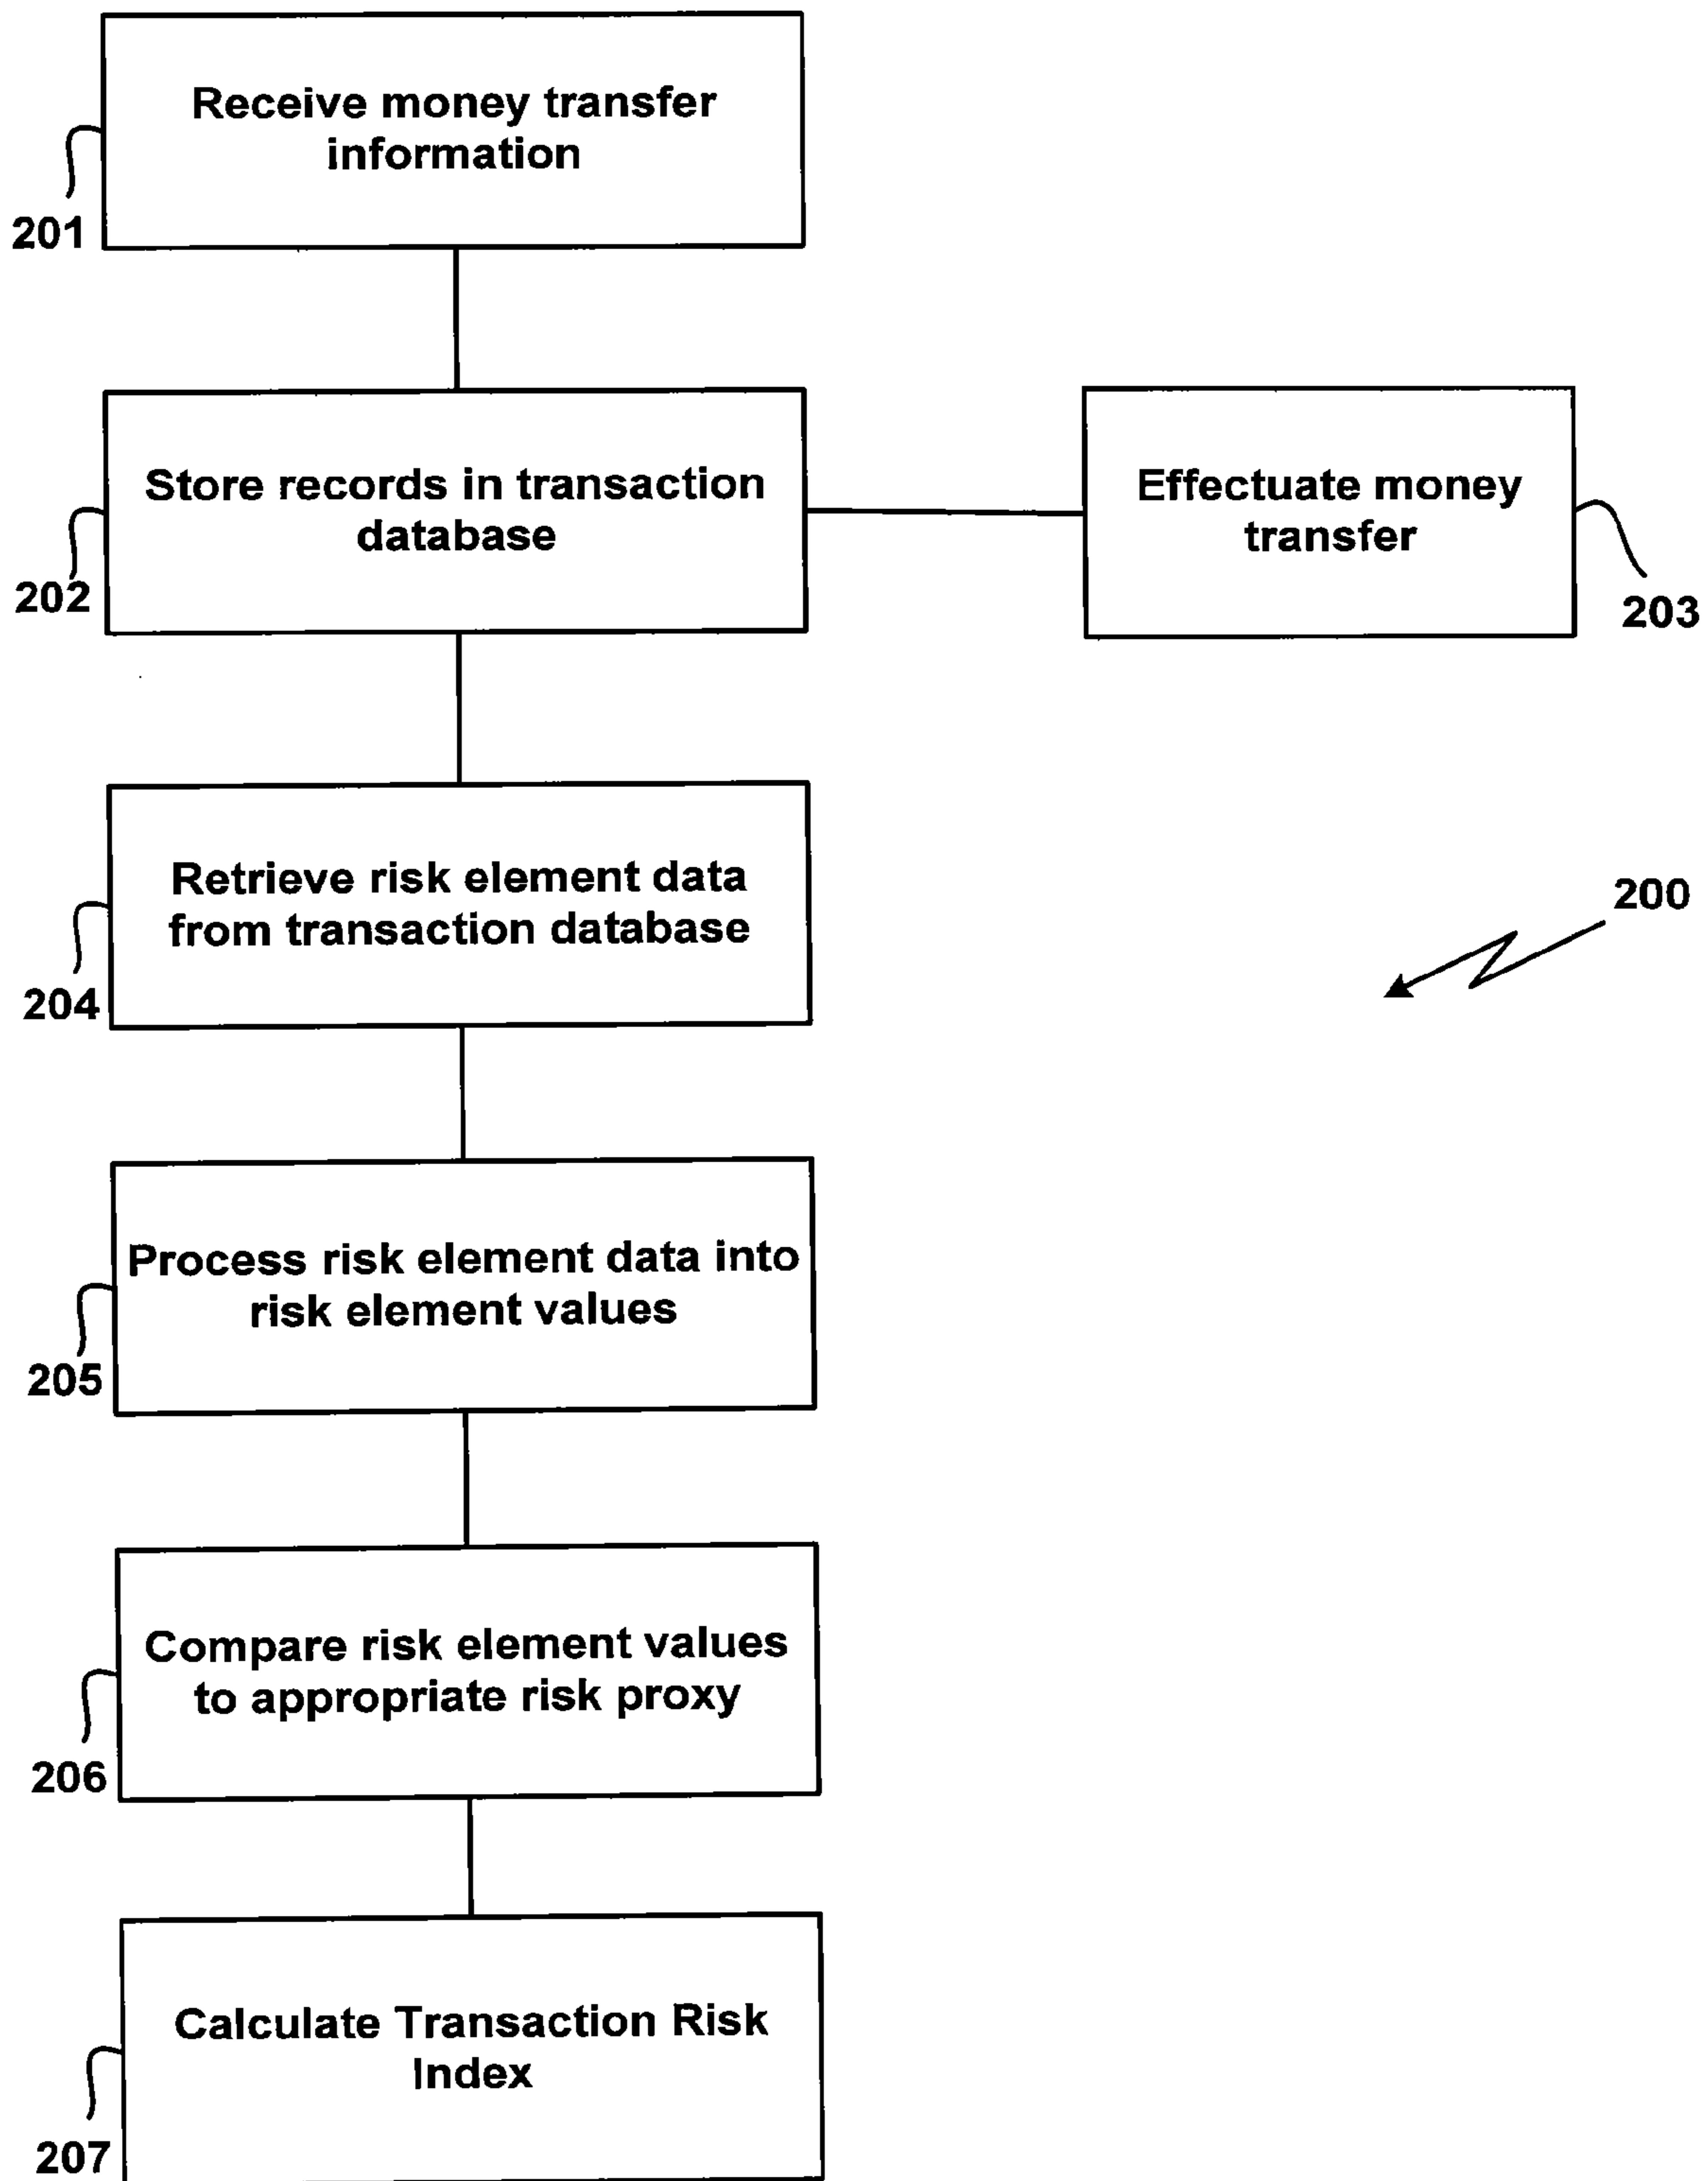 Receive money transfer
information
201
Store records in transaction
database
202
Effectuate money
transfer
203
Retrieve risk element data
from transaction database
204
200
Process risk element data into
risk element values
205
Compare risk element values
to appropriate risk proxy
206
Calculate Transaction Risk
Index
207